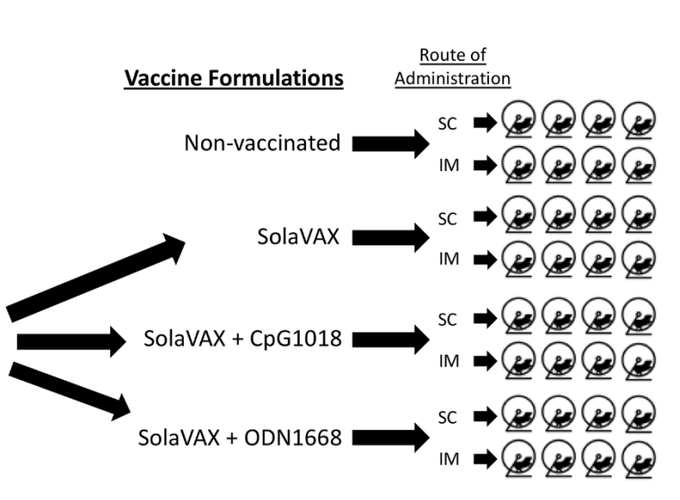 Route of
Administration
Vaccine Formulations
SC
Non-vaccinated
IM
SC
SolaVAX
IM
SC
SolaVAX + CpG1018
IM
SC
SolaVAX + ODN1668
IM